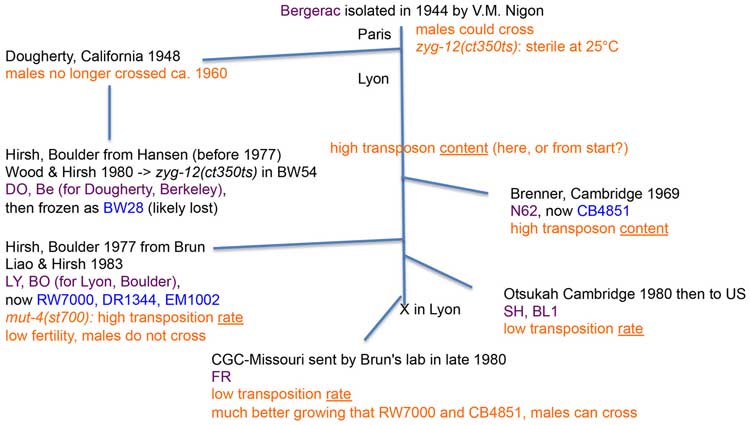 Bergerac isolated in 1944 by V.M. Nigon
Paris
males could cross
zyg-12(ct350ts): sterile at 25°C
Dougherty, California 1948
males no longer crossed ca. 1960
Lyon
high transposon content (here, or from start?)
Hirsh, Boulder from Hansen (before 1977)
Wood & Hirsh 1980 -> zyg-12(ct350ts) in BW54
DO, Be (for Dougherty, Berkeley),
then frozen as BW28 (likely lost)
Brenner, Cambridge 1969
N62, now CB4851
high transposon content
Hirsh, Boulder 1977 from Brun
Liao & Hirsh 1983
LY, BO (for Lyon, Boulder),
now RW7000, DR1344, EM1002
mut-4(st700): high transposition rate
low fertility, males do not cross
Otsukah Cambridge 1980 then to US
SH, BL1
low transposition rate
X in Lyon
CGC-Missouri sent by Brun's lab in late 1980
FR
low transposition rate
much better growing that RW7000 and CB4851, males can cross